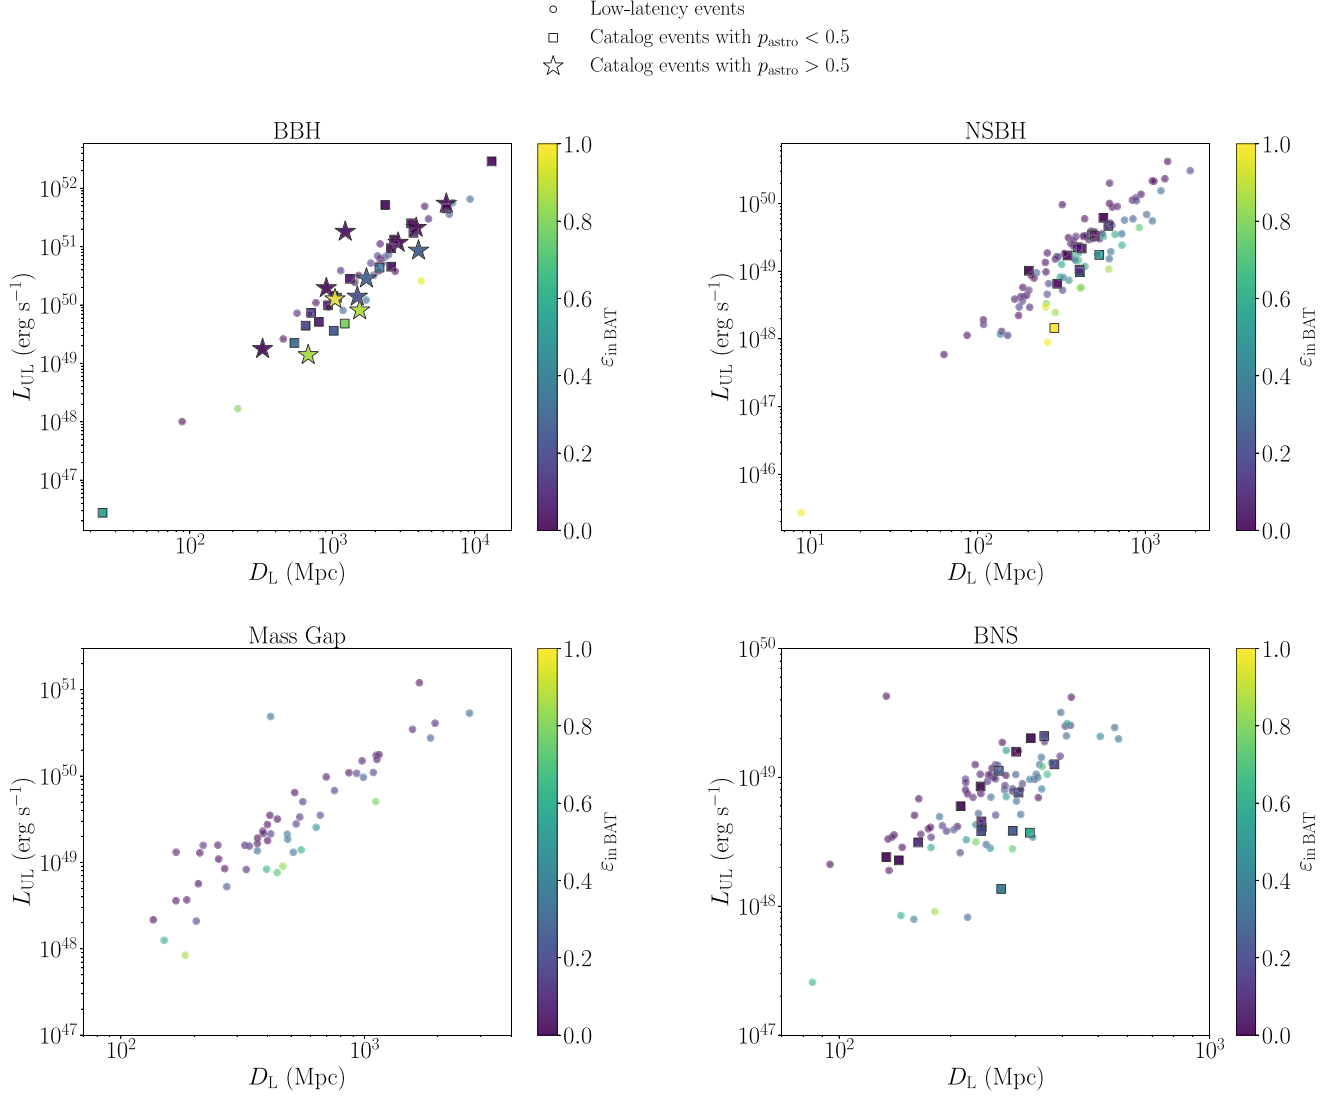 Low-latency events
Catalog events with p_astro < 0.5
Catalog events with p_astro > 0.5
BBH
10^52
10^51
10^50
10^49
10^48
10^47
L_UL (erg s^−1)
10^2 10^3 10^4
D_L (Mpc)
1.0
0.8
0.6
0.4
0.2
0.0
ε_in BAT
NSBH
10^50
10^49
10^48
10^47
10^46
L_UL (erg s^−1)
10^1 10^2 10^3
D_L (Mpc)
1.0
0.8
0.6
0.4
0.2
0.0
ε_in BAT
Mass Gap
10^51
10^50
10^49
10^48
10^47
L_UL (erg s^−1)
10^2 10^3
D_L (Mpc)
1.0
0.8
0.6
0.4
0.2
0.0
ε_in BAT
BNS
10^50
10^49
10^48
10^47
L_UL (erg s^−1)
10^2 10^3
D_L (Mpc)
1.0
0.8
0.6
0.4
0.2
0.0
ε_in BAT